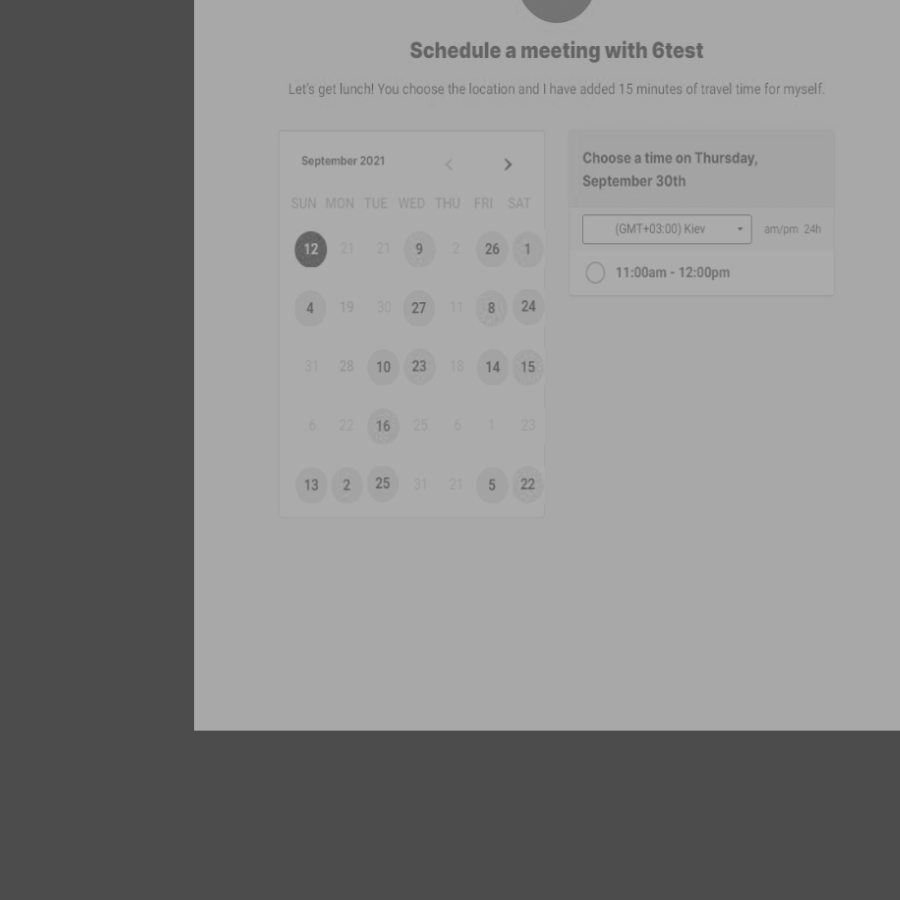 Schedule a meeting with 6test
Let's get lunch! You choose the location and I have added 15 minutes of travel time for myself.
September 2021
SUN MON TUE WED THU FRI SAT
12 21 21 9 2 26 1
4 19 30 27 11 8 24
31 28 10 23 18 14 15
6 22 16 25 6 1 23
13 2 25 31 21 5 22
Choose a time on Thursday,
September 30th
(GMT+03:00) Kiev
am/pm 24h
11:00am - 12:00pm